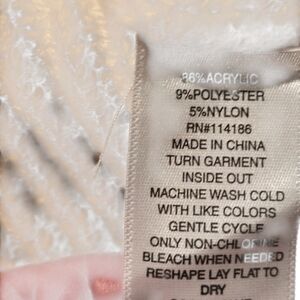 86%ACRYLIC
9%POLYESTER
5%NYLON
RN#114186
MADE IN CHINA
TURN GARMENT
INSIDE OUT
MACHINE WASH COLD
WITH LIKE COLORS
GENTLE CYCLE
ONLY NON-CHLORINE
BLEACH WHEN NEEDED
RESHAPE LAY FLAT TO
DRY